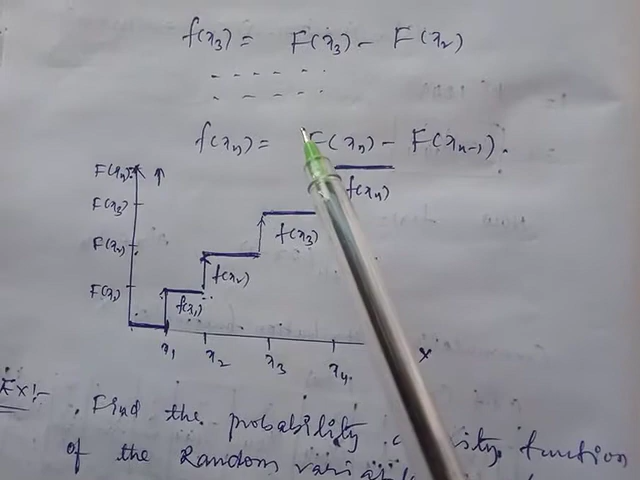 f(x₃) = F(x₃) - F(x₂)
- - - - - -
- - - - - -
f(xₙ) = F(xₙ) - F(xₙ₋₁).
F(xₙ)
f(xₙ)
F(x₃)
f(x₃)
F(x₂)
f(x₂)
F(x₁)
f(x₁)
x₁ x₂ x₃ x₄ x
Ex:- Find the probability function
of the Random